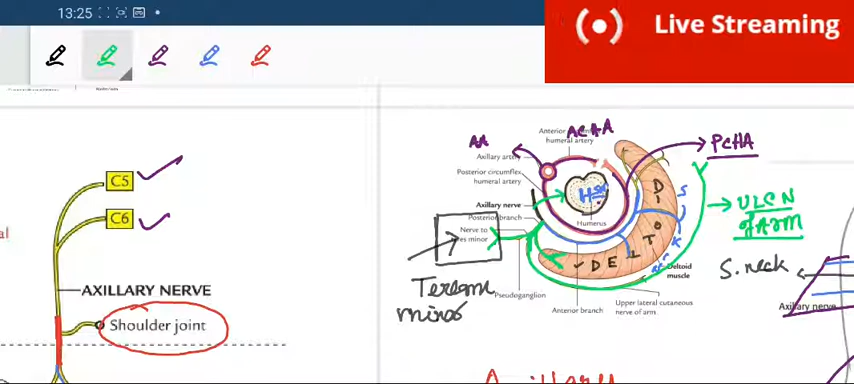 13:25
Live Streaming
C5
C6
AXILLARY NERVE
Shoulder joint
al
AA
ACHA
PCHA
Anterior
humeral artery
Axillary artery
Posterior circumflex
humeral artery
Axillary nerve
Posterior branch
Nerve to
teres minor
Humerus
Pseudoganglion
Anterior branch
Upper lateral cutaneous
nerve of arm
Deltoid
muscle
DELTOID
ULCN
of ARM
S.neck
Teres
minor
Axillary nerve
Axillary